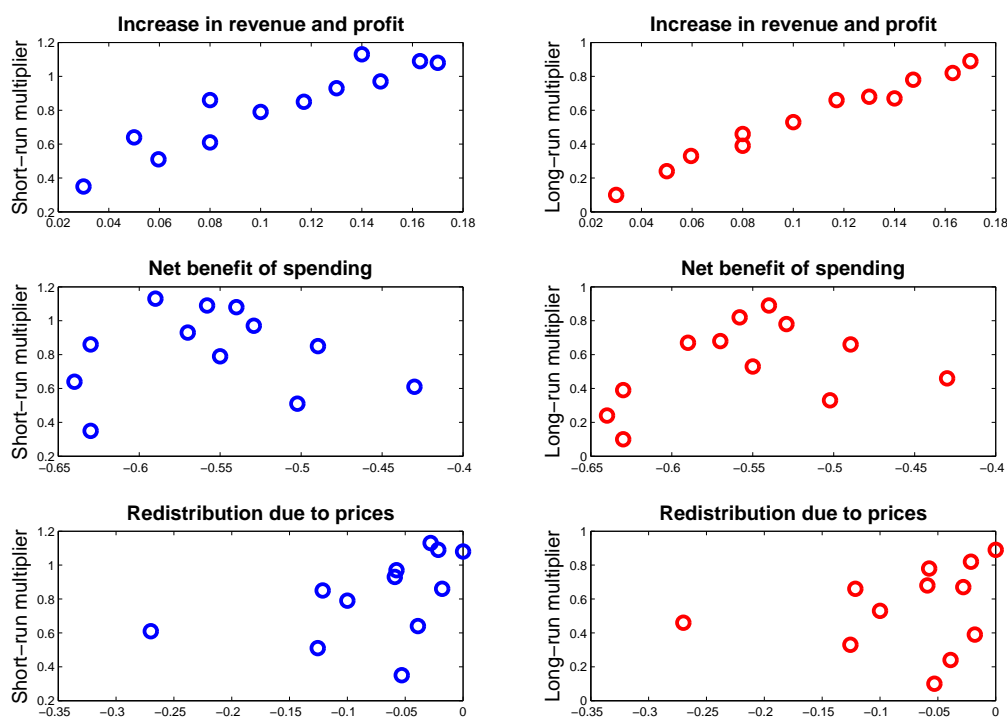 Increase in revenue and profit
Short−run multiplier
1.2
1
0.8
0.6
0.4
0.2
0.02 0.04 0.06 0.08 0.1 0.12 0.14 0.16 0.18
Increase in revenue and profit
Long−run multiplier
1
0.8
0.6
0.4
0.2
0
0.02 0.04 0.06 0.08 0.1 0.12 0.14 0.16 0.18
Net benefit of spending
Short−run multiplier
1.2
1
0.8
0.6
0.4
0.2
−0.65 −0.6 −0.55 −0.5 −0.45 −0.4
Net benefit of spending
Long−run multiplier
1
0.8
0.6
0.4
0.2
0
−0.65 −0.6 −0.55 −0.5 −0.45 −0.4
Redistribution due to prices
Short−run multiplier
1.2
1
0.8
0.6
0.4
0.2
−0.35 −0.3 −0.25 −0.2 −0.15 −0.1 −0.05 0
Redistribution due to prices
Long−run multiplier
1
0.8
0.6
0.4
0.2
0
−0.35 −0.3 −0.25 −0.2 −0.15 −0.1 −0.05 0